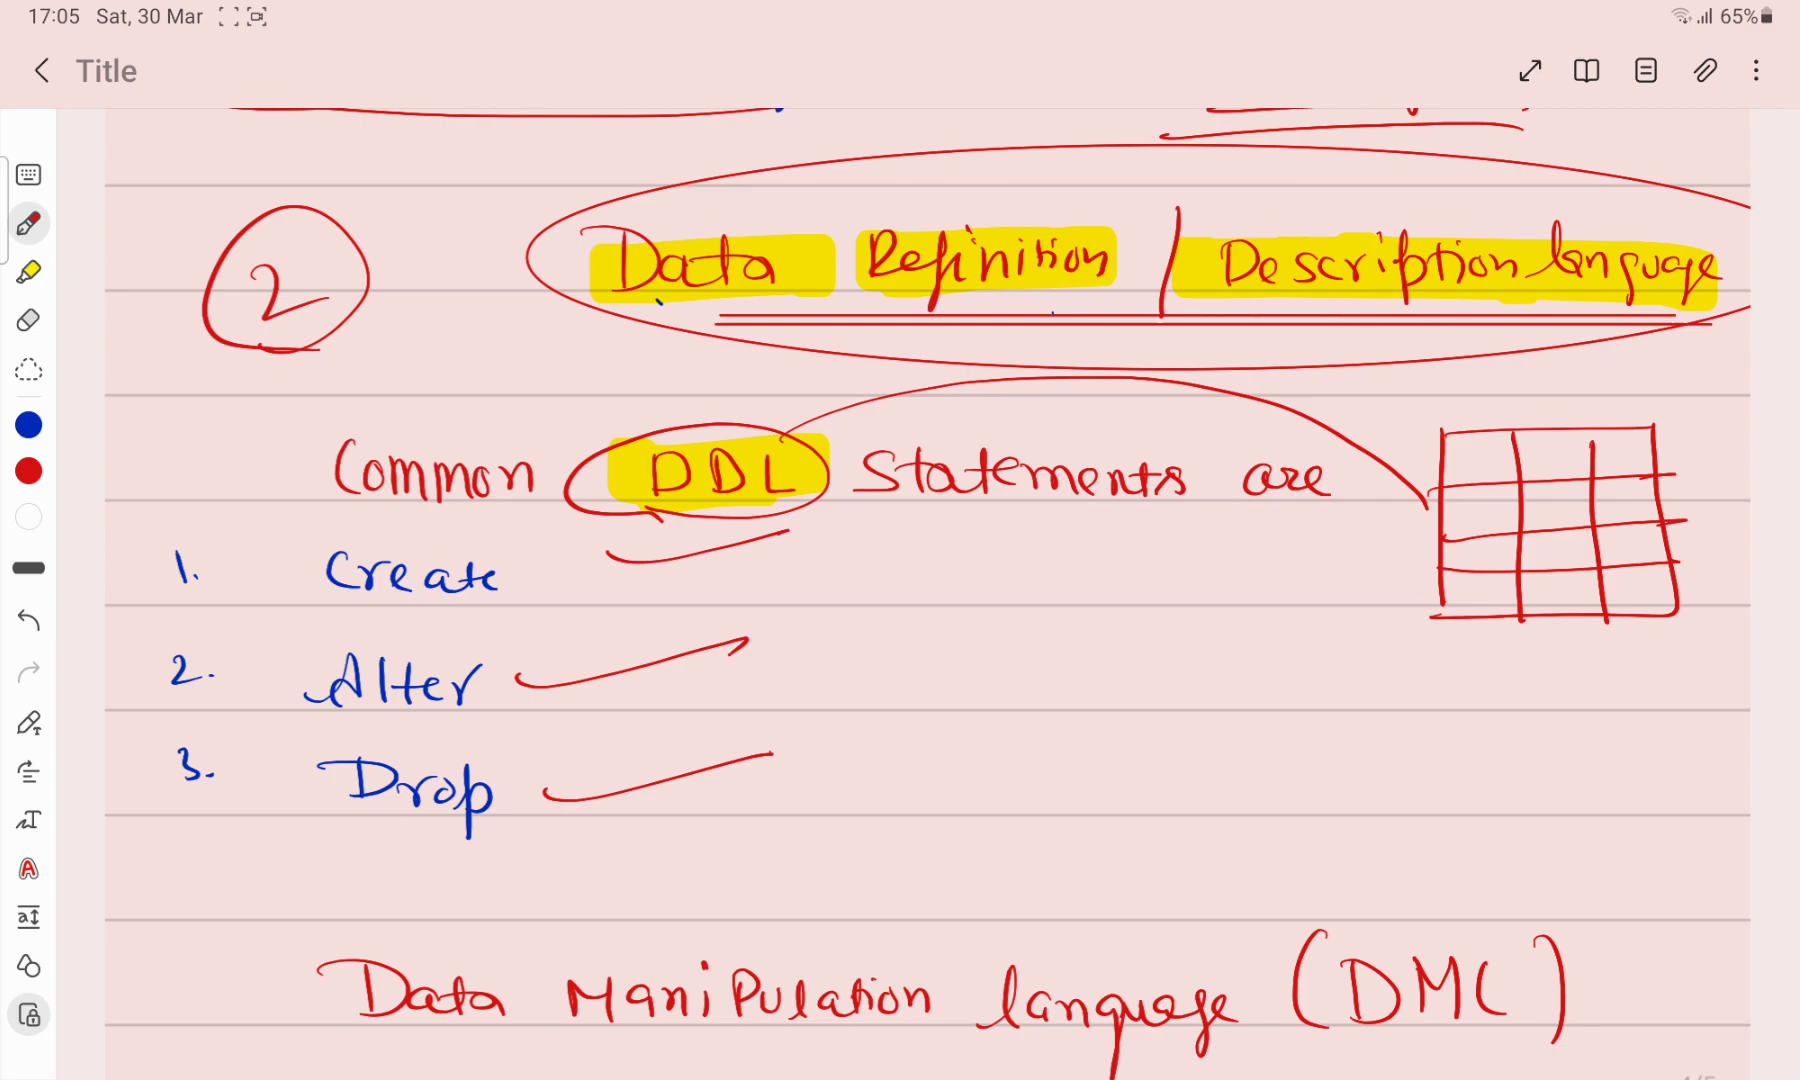 17:05 Sat, 30 Mar 65%
Title
2 Data Definition / Description language
Common DDL Statements are
1. Create
2. Alter
3. Drop
Data Manipulation language (DML)